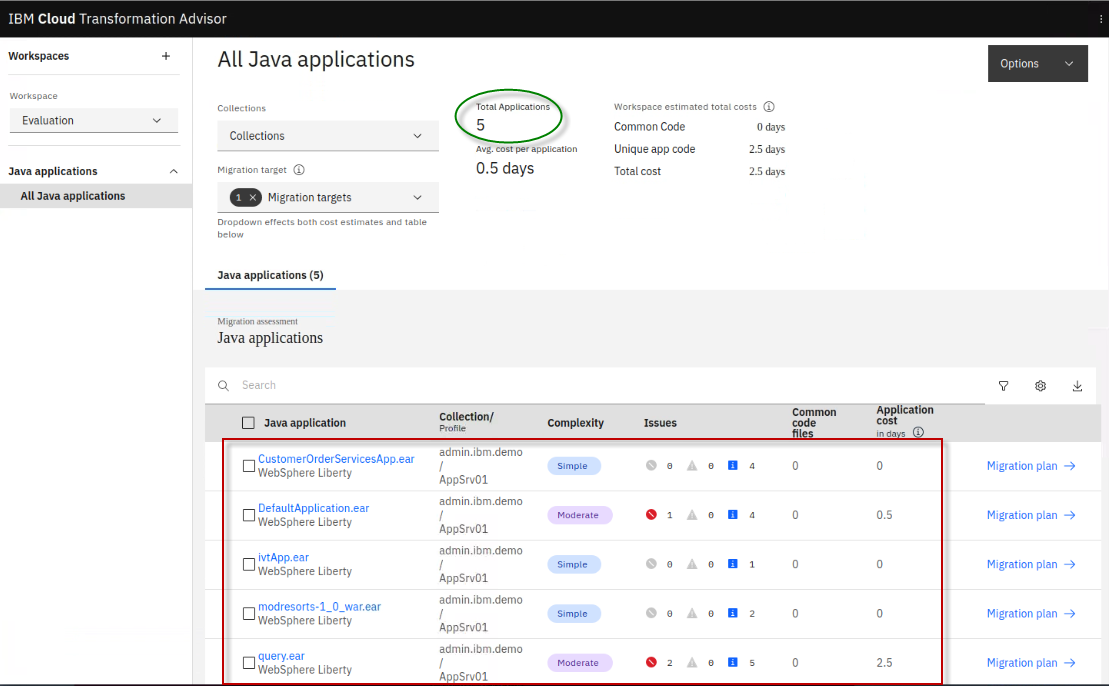 IBM Cloud Transformation Advisor
Workspaces
Workspace
Evaluation
Java applications
All Java applications
All Java applications
Options
Collections
Collections
Migration target
1 Migration targets
Dropdown effects both cost estimates and table
below
Total Applications
5
Avg. cost per application
0.5 days
Workspace estimated total costs
Common Code 0 days
Unique app code 2.5 days
Total cost 2.5 days
Java applications (5)
Migration assessment
Java applications
Search
Java application
Collection/
Profile
Complexity
Issues
Common
code
files
Application
cost
in days
CustomerOrderServicesApp.ear
WebSphere Liberty
admin.ibm.demo
/
AppSrv01
Simple
0 0 4
0
0
Migration plan
DefaultApplication.ear
WebSphere Liberty
admin.ibm.demo
/
AppSrv01
Moderate
1 0 4
0
0.5
Migration plan
ivtApp.ear
WebSphere Liberty
admin.ibm.demo
/
AppSrv01
Simple
0 0 1
0
0
Migration plan
modresorts-1_0_war.ear
WebSphere Liberty
admin.ibm.demo
/
AppSrv01
Simple
0 0 2
0
0
Migration plan
query.ear
WebSphere Liberty
admin.ibm.demo
/
AppSrv01
Moderate
2 0 5
0
2.5
Migration plan